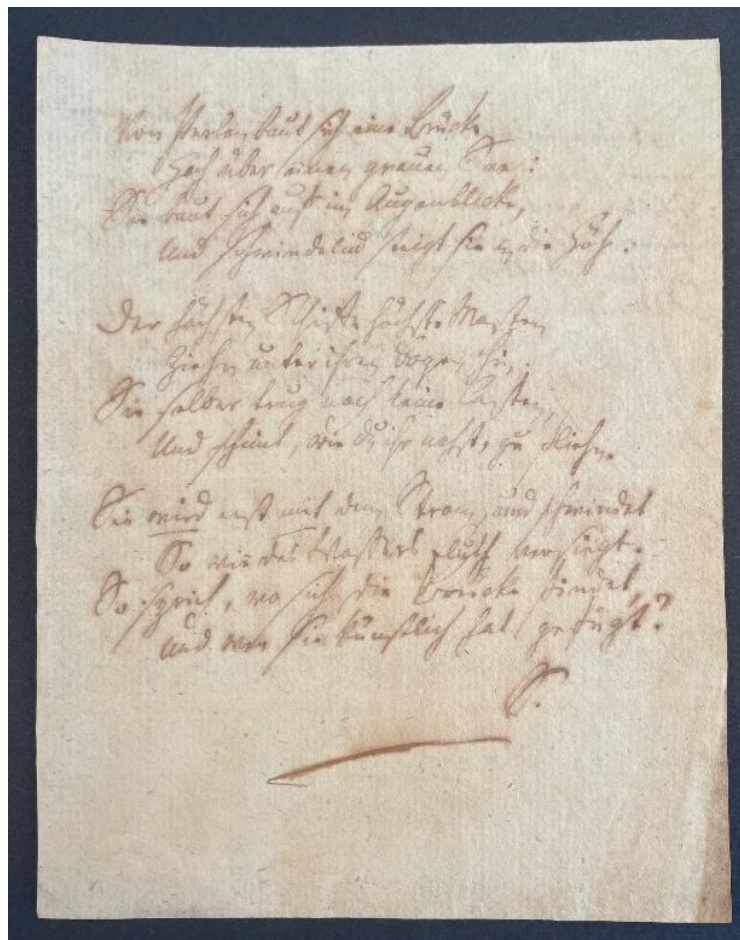 Von Perlen baut sich eine Brücke
Hoch über einen grauen See:
Sie baut sich auf im Augenblicke,
Und schwindelnd steigt sie in die Höh.
Der höchsten Schiffe höchste Masten
Ziehn unter ihrem Bogen hin.
Sie selber trug noch keine Lasten,
Und scheint, wie du ihr nahst, zu fliehn.
Sie wird erst mit dem Strom, und schwindet
So wie des Wassers Fluth versiegt.
So sprich, wo sich die Brücke findet,
Und wer sie künstlich hat gefügt?
S.